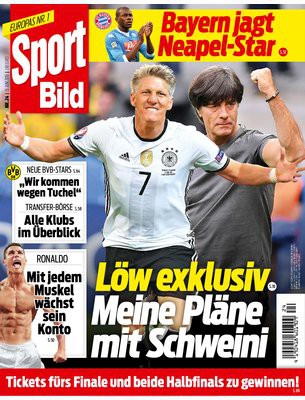 EUROPAS NR. 1
Sport
Bild
Bayern jagt
Neapel-Star
S.14
NEUE BVB-STARS S.64
„Wir kommen
wegen Tuchel“
TRANSFER-BÖRSE S.58
Alle Klubs
im Überblick
RONALDO
Mit jedem
Muskel
wächst
sein
Konto
S.50
7
Löw exklusiv
S.10
Meine Pläne
mit Schweini
Tickets fürs Finale und beide Halbfinals zu gewinnen!